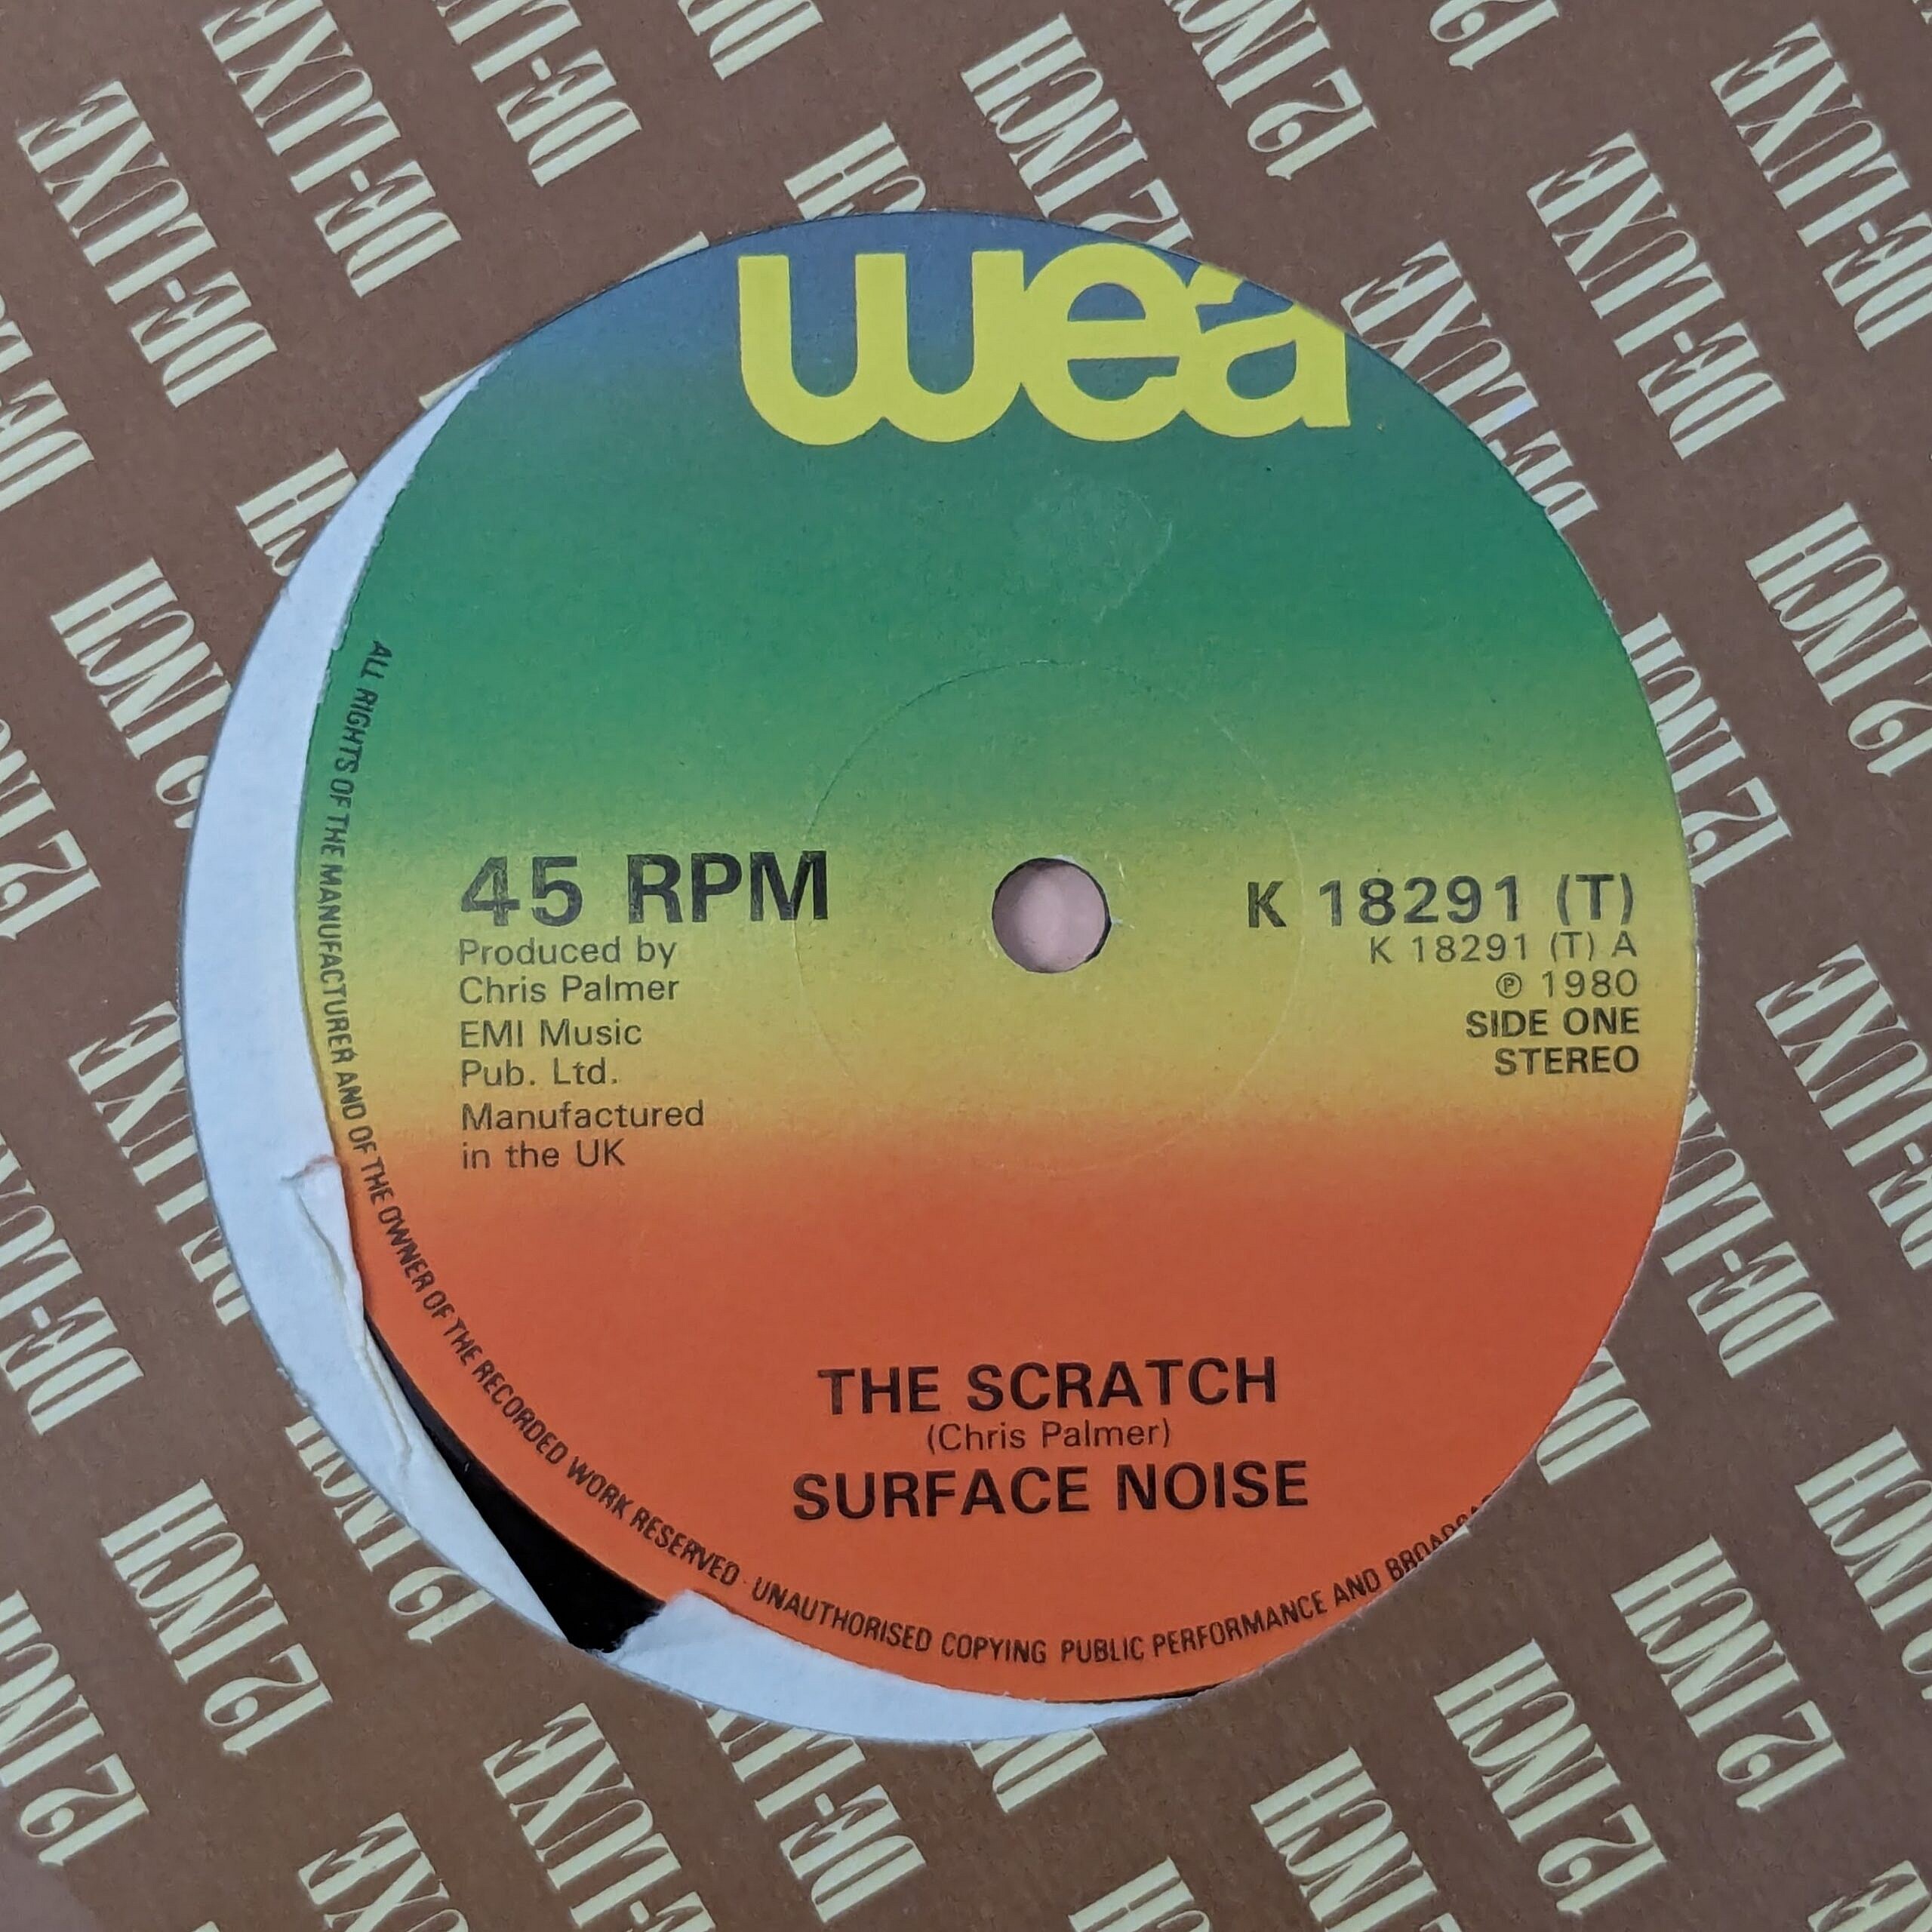 wea
45 RPM
Produced by
Chris Palmer
EMI Music
Pub. Ltd.
Manufactured
in the UK
K 18291 (T)
K 18291 (T) A
℗ 1980
SIDE ONE
STEREO
THE SCRATCH
(Chris Palmer)
SURFACE NOISE
ALL RIGHTS OF THE MANUFACTURER AND OF THE OWNER OF THE RECORDED WORK RESERVED · UNAUTHORISED COPYING PUBLIC PERFORMANCE AND
DE-LUXE
12 INCH